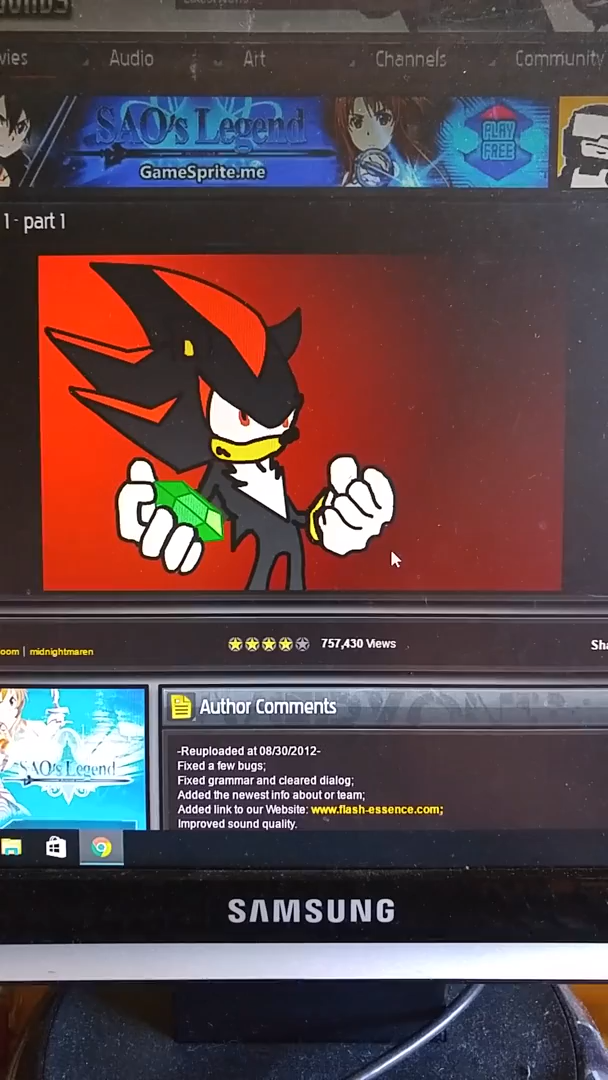 Audio
Art
Channels
Community
SAO's Legend
GameSprite.me
PLAY
FREE
1 - part 1
757,430 Views
oom | midnightmaren
Author Comments
SAO's Legend
-Reuploaded at 08/30/2012-
Fixed a few bugs;
Fixed grammar and cleared dialog;
Added the newest info about or team;
Added link to our Website: www.flash-essence.com;
Improved sound quality.
SAMSUNG